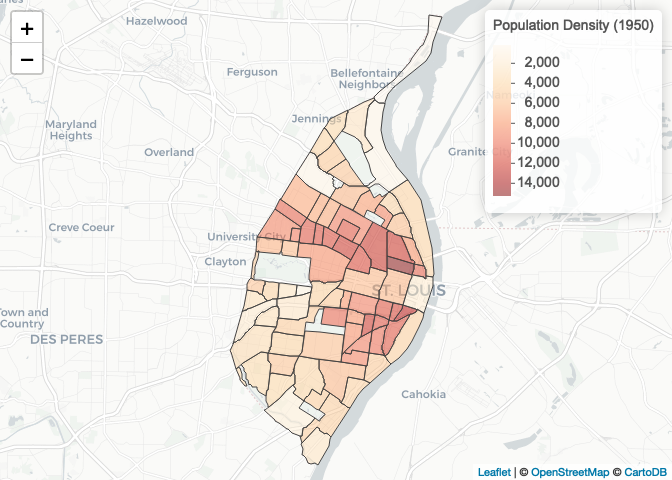 Hazelwood
+
−
Population Density (1950)
2,000
4,000
6,000
8,000
10,000
12,000
14,000
Ferguson
Bellefontaine
Neighbor
Jennings
Maryland
Heights
Overland
Granite
Creve Coeur
University City
Clayton
ST. LOUIS
Town and
Country
DES PERES
Cahokia
Leaflet | © OpenStreetMap © CartoDB